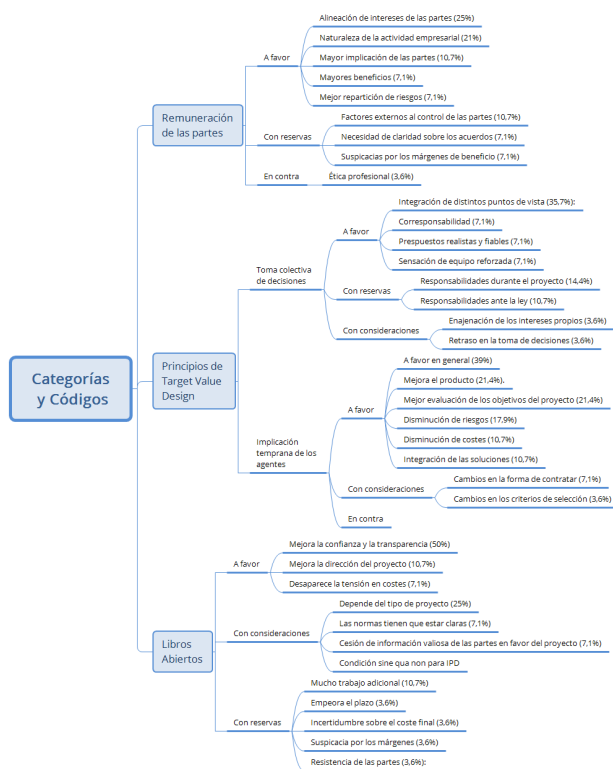 Categorías
y Códigos
Remuneración
de las partes
A favor
Alineación de intereses de las partes (25%)
Naturaleza de la actividad empresarial (21%)
Mayor implicación de las partes (10,7%)
Mayores beneficios (7,1%)
Mejor repartición de riesgos (7,1%)
Con reservas
Factores externos al control de las partes (10,7%)
Necesidad de claridad sobre los acuerdos (7,1%)
Suspicacias por los márgenes de beneficio (7,1%)
En contra
Ética profesional (3,6%)
Principios de
Target Value
Design
Toma colectiva
de decisiones
A favor
Integración de distintos puntos de vista (35,7%):
Corresponsabilidad (7,1%)
Prespuestos realistas y fiables (7,1%)
Sensación de equipo reforzada (7,1%)
Con reservas
Responsabilidades durante el proyecto (14,4%)
Responsabilidades ante la ley (10,7%)
Con consideraciones
Enajenación de los intereses propios (3,6%)
Retraso en la toma de decisiones (3,6%)
Implicación
temprana de los
agentes
A favor
A favor en general (39%)
Mejora el producto (21,4%).
Mejor evaluación de los objetivos del proyecto (21,4%)
Disminución de riesgos (17,9%)
Disminución de costes (10,7%)
Integración de las soluciones (10,7%)
Con consideraciones
Cambios en la forma de contratar (7,1%)
Cambios en los criterios de selección (3,6%)
En contra
Libros
Abiertos
A favor
Mejora la confianza y la transparencia (50%)
Mejora la dirección del proyecto (10,7%)
Desaparece la tensión en costes (7,1%)
Con consideraciones
Depende del tipo de proyecto (25%)
Las normas tienen que estar claras (7,1%)
Cesión de información valiosa de las partes en favor del proyecto (7,1%)
Condición sine qua non para IPD
Con reservas
Mucho trabajo adicional (10,7%)
Empeora el plazo (3,6%)
Incertidumbre sobre el coste final (3,6%)
Suspicacia por los márgenes (3,6%)
Resistencia de las partes (3,6%):